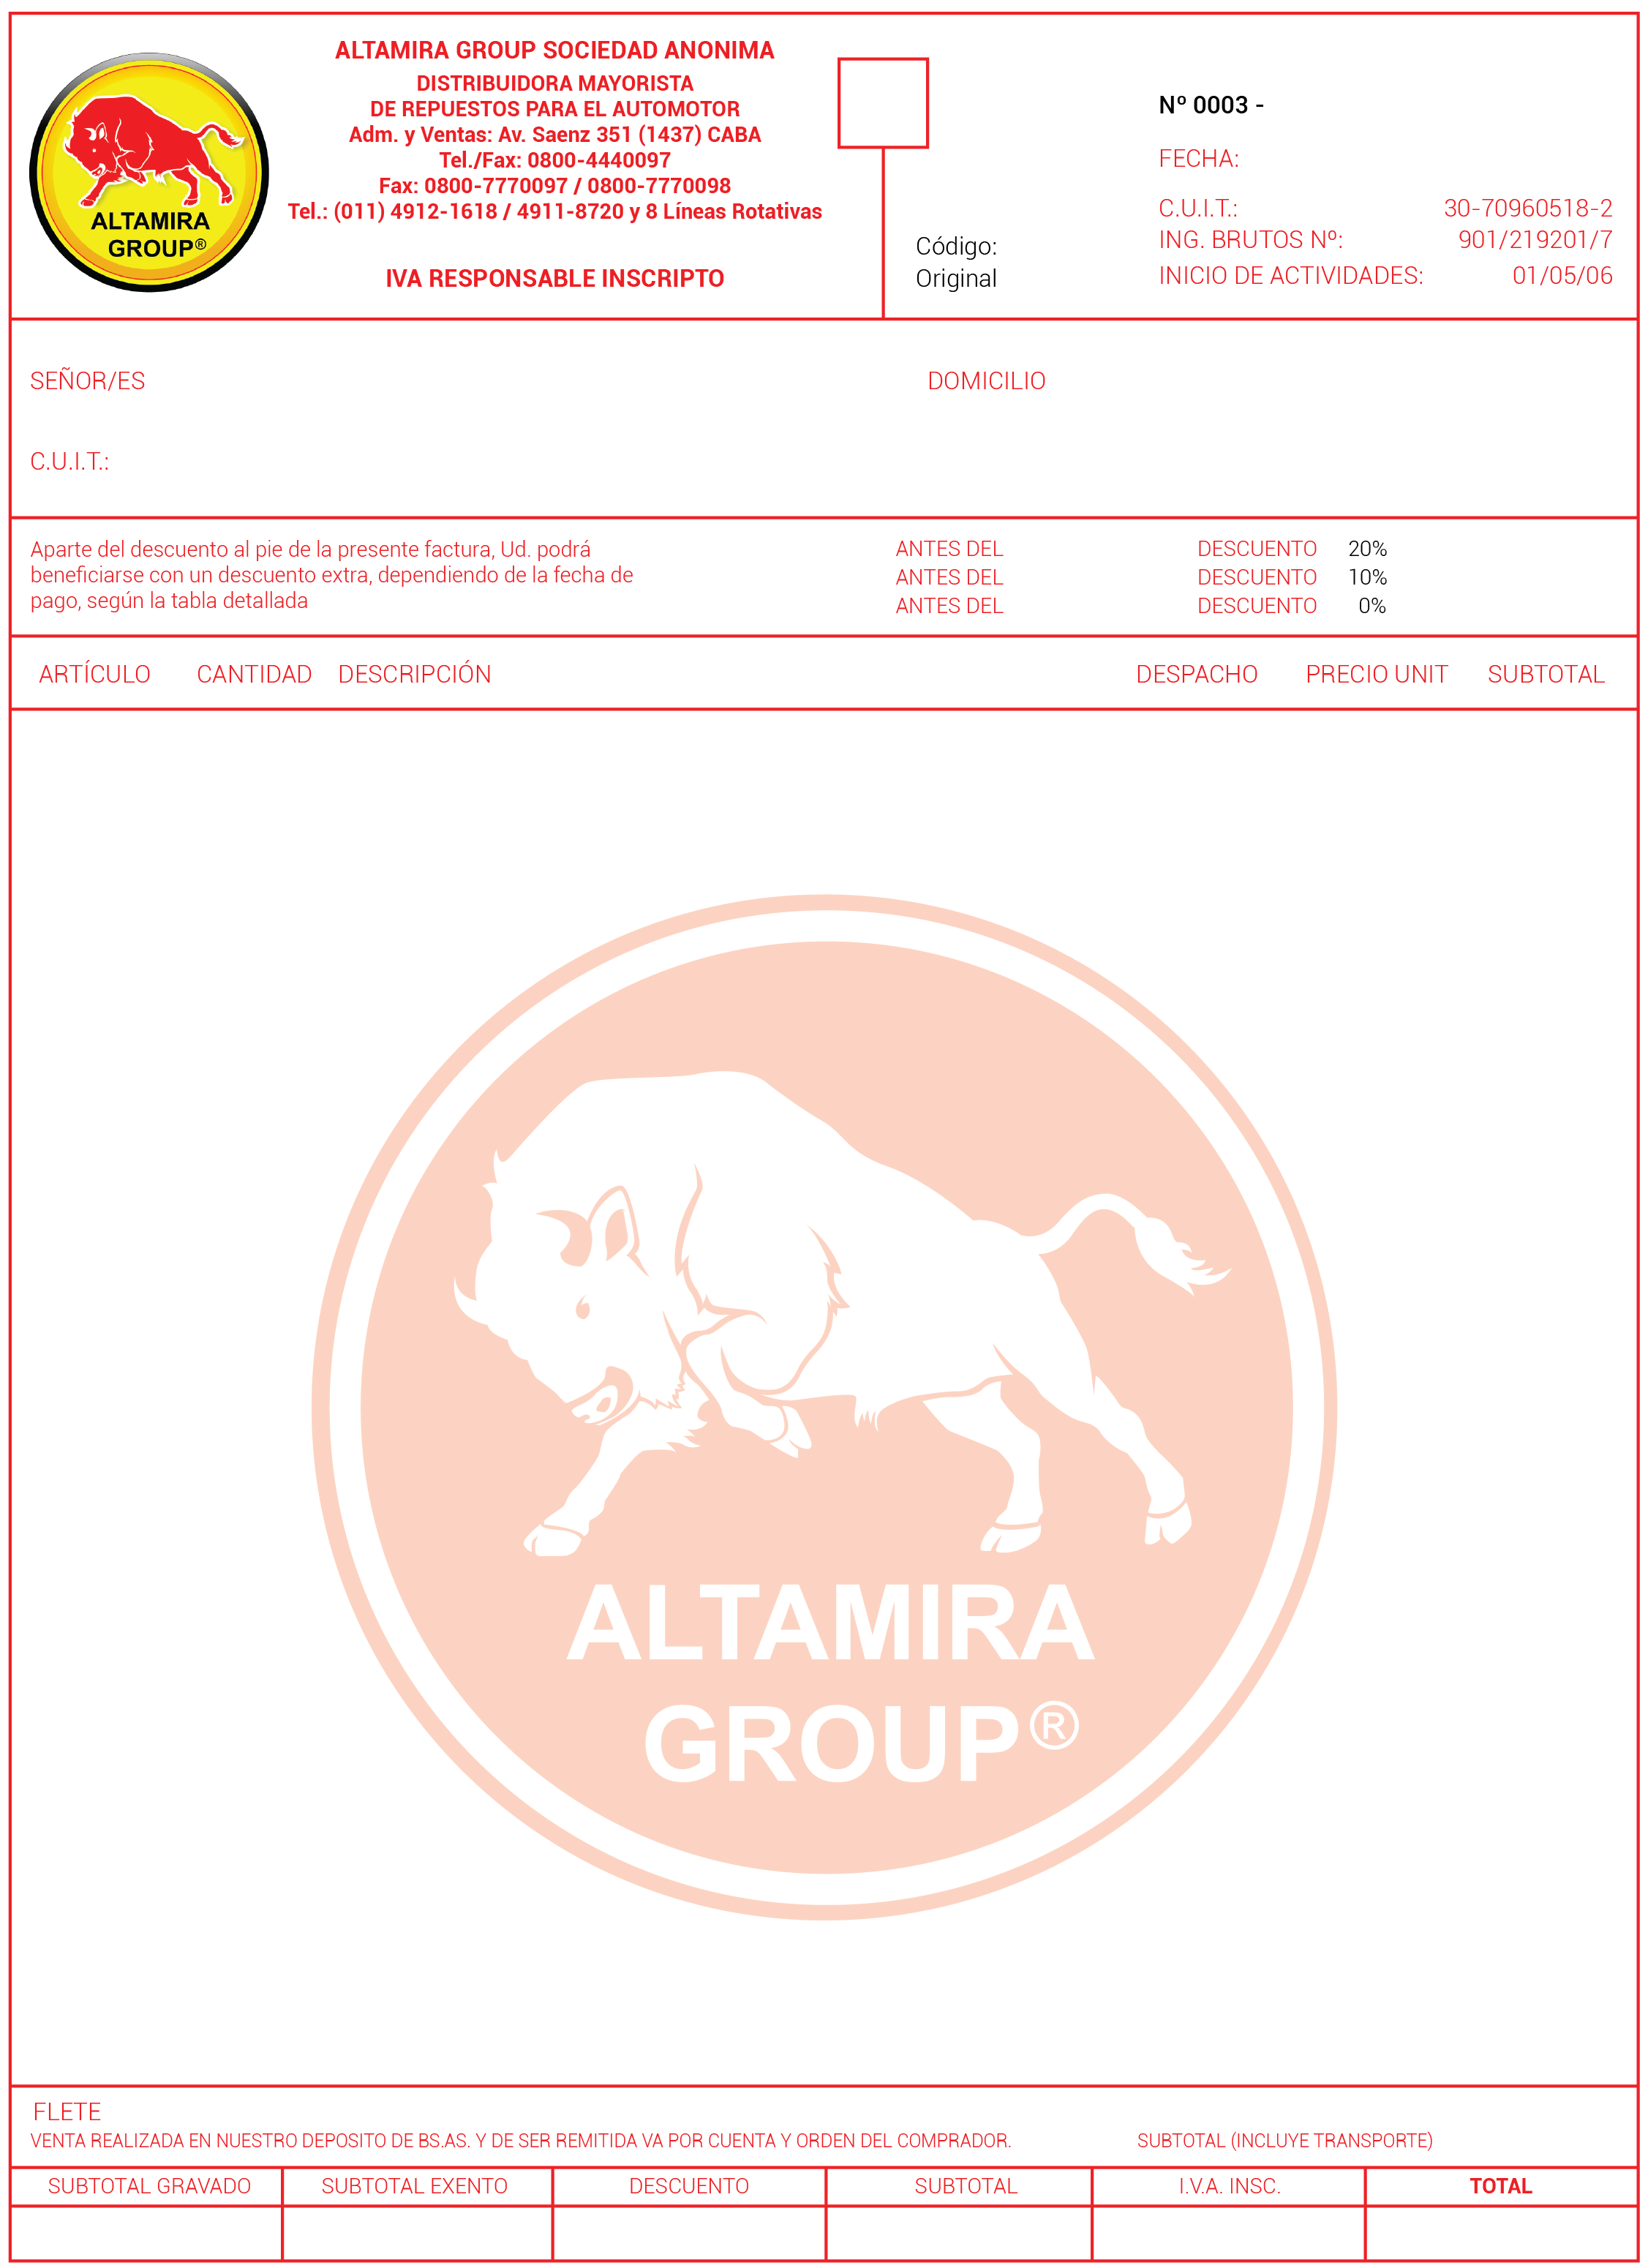 ALTAMIRA
GROUP®
ALTAMIRA GROUP SOCIEDAD ANONIMA
DISTRIBUIDORA MAYORISTA
DE REPUESTOS PARA EL AUTOMOTOR
Adm. y Ventas: Av. Saenz 351 (1437) CABA
Tel./Fax: 0800-4440097
Fax: 0800-7770097 / 0800-7770098
Tel.: (011) 4912-1618 / 4911-8720 y 8 Líneas Rotativas
IVA RESPONSABLE INSCRIPTO
Código:
Original
Nº 0003 -
FECHA:
C.U.I.T.: 30-70960518-2
ING. BRUTOS Nº: 901/219201/7
INICIO DE ACTIVIDADES: 01/05/06
SEÑOR/ES DOMICILIO
C.U.I.T.:
Aparte del descuento al pie de la presente factura, Ud. podrá
beneficiarse con un descuento extra, dependiendo de la fecha de
pago, según la tabla detallada
ANTES DEL DESCUENTO 20%
ANTES DEL DESCUENTO 10%
ANTES DEL DESCUENTO 0%
ARTÍCULO CANTIDAD DESCRIPCIÓN DESPACHO PRECIO UNIT SUBTOTAL
ALTAMIRA
GROUP®
FLETE
VENTA REALIZADA EN NUESTRO DEPOSITO DE BS.AS. Y DE SER REMITIDA VA POR CUENTA Y ORDEN DEL COMPRADOR. SUBTOTAL (INCLUYE TRANSPORTE)
SUBTOTAL GRAVADO SUBTOTAL EXENTO DESCUENTO SUBTOTAL I.V.A. INSC. TOTAL